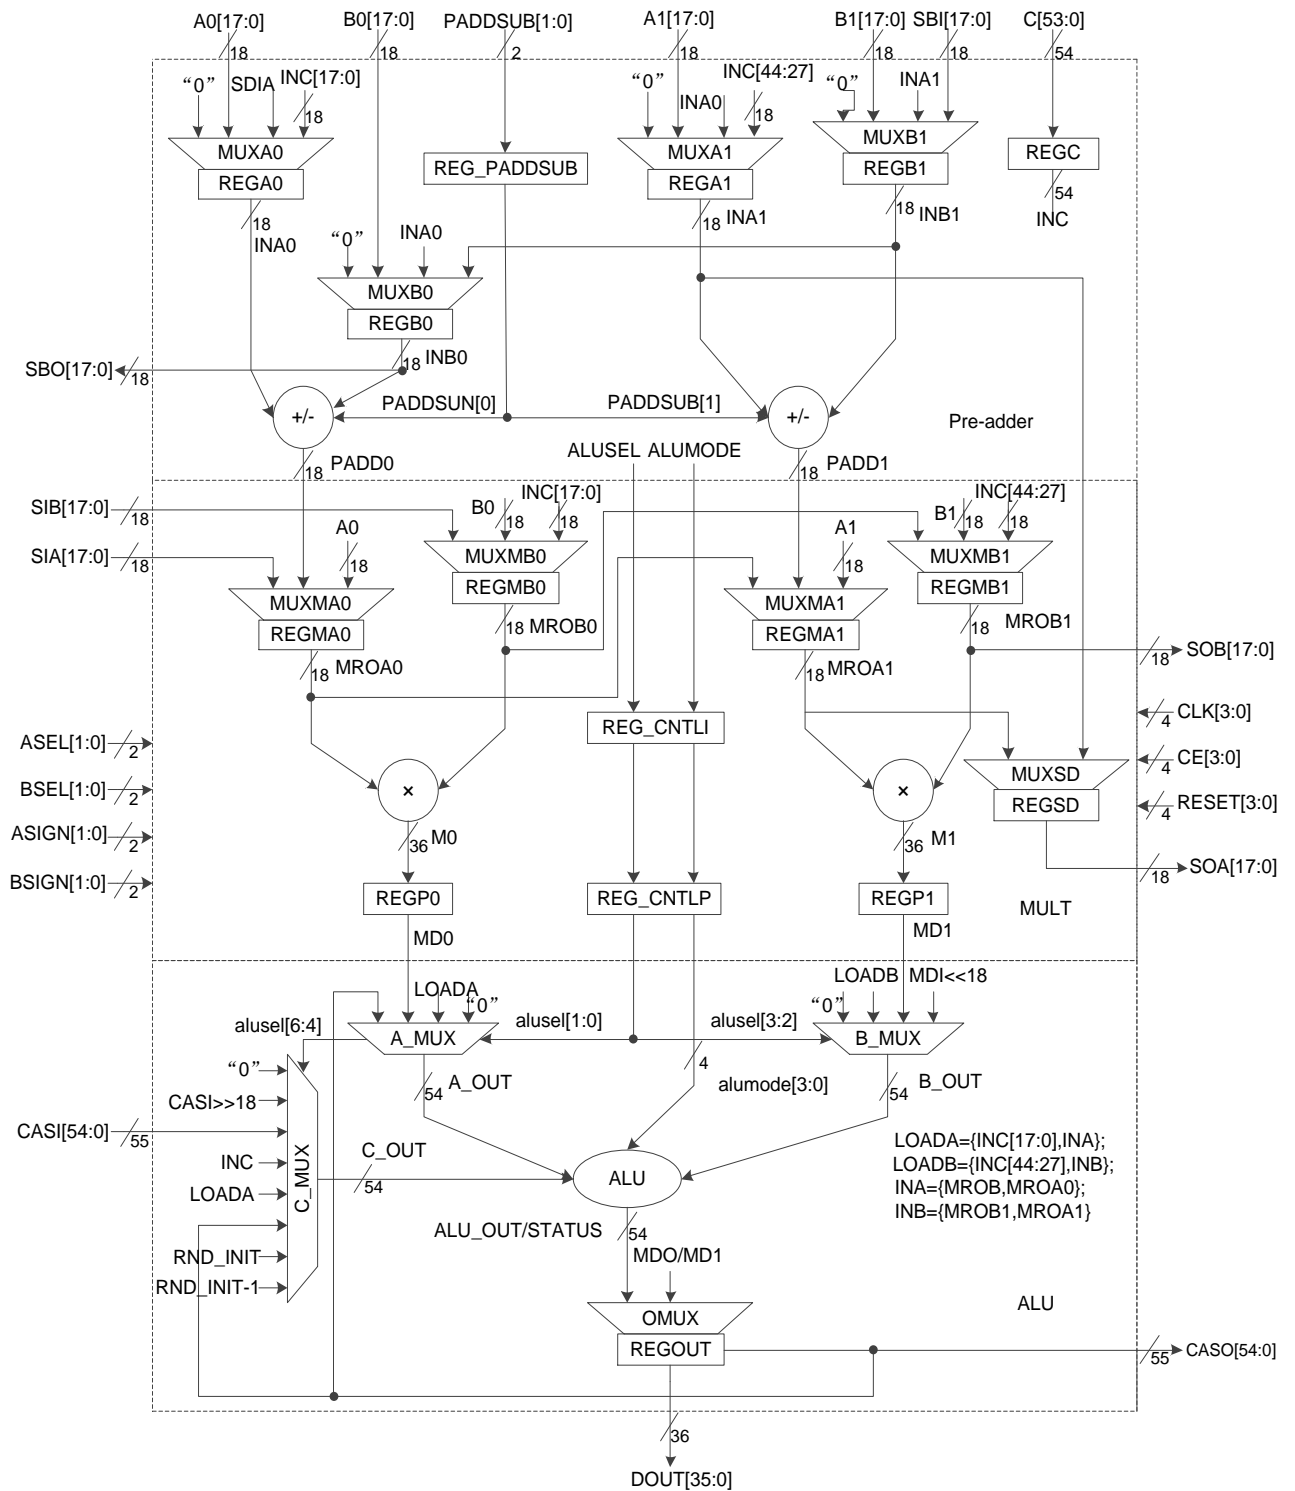 A0[17:0] B0[17:0] PADDSUB[1:0] A1[17:0] B1[17:0] SBI[17:0] C[53:0]
18 18 2 18 18 18 54
“0” SDIA INC[17:0] “0” INA0 INC[44:27] “0” INA1
18 18
MUXA0 MUXA1 MUXB1
REGA0 REG_PADDSUB REGA1 REGB1 REGC
18 18 18 54
INA0 INA1 INB1 INC
“0” INA0
MUXB0
REGB0
18 INB0
SBO[17:0] 18
+/- PADDSUN[0] PADDSUB[1] +/-
Pre-adder
18 PADD0 ALUSEL ALUMODE 18 PADD1
SIB[17:0] 18 B0 18 INC[17:0] 18 B1 18 INC[44:27] 18
SIA[17:0] 18 A0 18 A1 18
MUXMB0 MUXMB1
REGMB0 REGMB1
MUXMA0 MUXMA1
REGMA0 18 MROB0 REGMA1 18 MROB1
18 MROA0 18 MROA1 18 SOB[17:0]
4 CLK[3:0]
REG_CNTLI
ASEL[1:0] 2 4 CE[3:0]
MUXSD
BSEL[1:0] 2 × × REGSD 4 RESET[3:0]
ASIGN[1:0] 2 36 M0 36 M1
18 SOA[17:0]
BSIGN[1:0] 2 REGP0 REG_CNTLP REGP1
MULT
MD0 MD1
LOADA “0” “0” LOADB MDI<<18
alusel[6:4] A_MUX alusel[1:0] alusel[3:2] B_MUX
“0” 54 A_OUT 4 alumode[3:0] 54 B_OUT
CASI>>18
CASI[54:0] 55
INC
LOADA
RND_INIT
RND_INIT-1
C_MUX
C_OUT
54
ALU
LOADA={INC[17:0],INA};
LOADB={INC[44:27],INB};
INA={MROB,MROA0};
INB={MROB1,MROA1}
ALU_OUT/STATUS 54
MDO/MD1
OMUX
ALU
REGOUT
55 CASO[54:0]
36
DOUT[35:0]